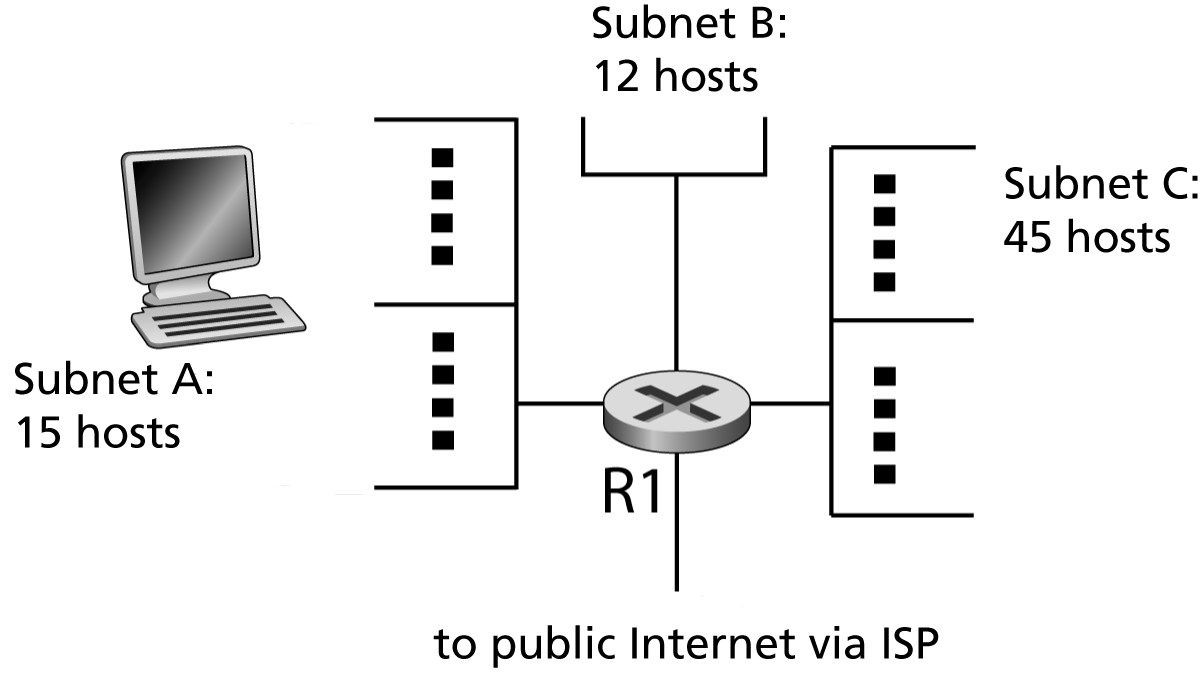 Subnet B:
12 hosts
Subnet C:
45 hosts
Subnet A:
15 hosts
R1
to public Internet via ISP